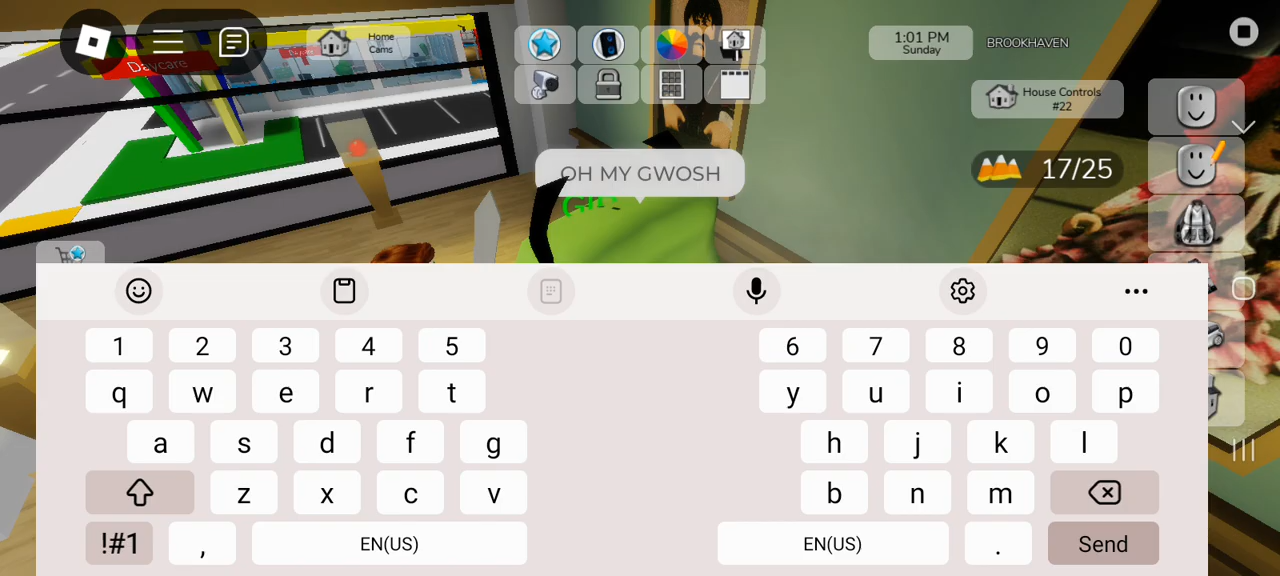 Home
Cams
1:01 PM
Sunday
BROOKHAVEN
Daycare
Daycare
House Controls
#22
17/25
OH MY GWOSH
1 2 3 4 5 6 7 8 9 0
q w e r t y u i o p
a s d f g h j k l
z x c v b n m
!#1 , EN(US) EN(US) . Send